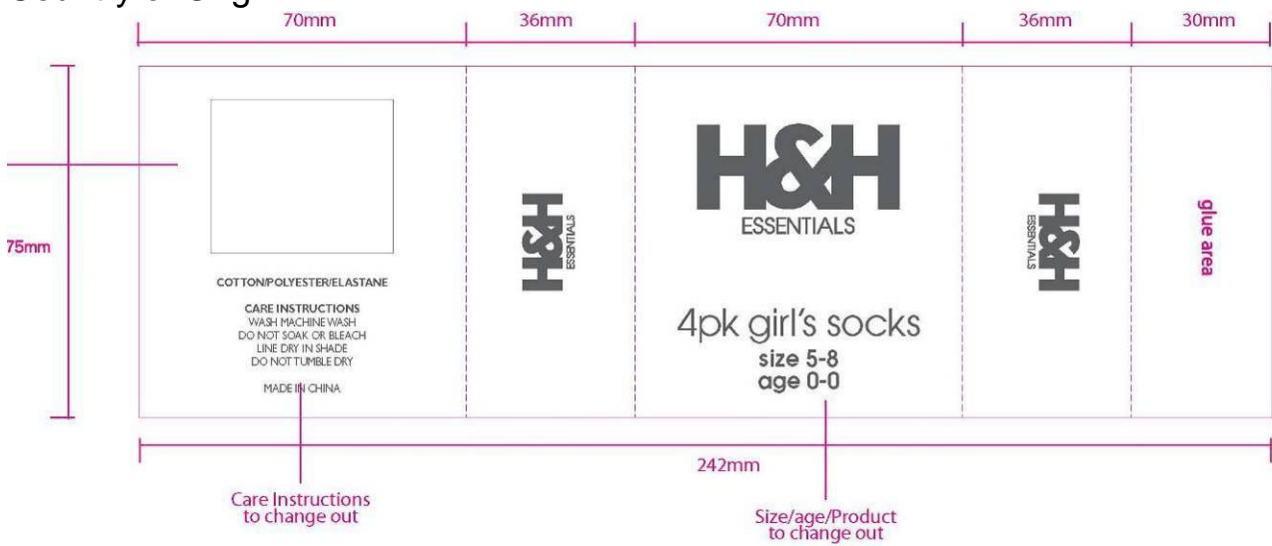 70mm
36mm
70mm
36mm
30mm
75mm
COTTON/POLYESTER/ELASTANE
CARE INSTRUCTIONS
WASH MACHINE WASH
DO NOT SOAK OR BLEACH
LINE DRY IN SHADE
DO NOT TUMBLE DRY
MADE IN CHINA
H&H
ESSENTIALS
H&H
ESSENTIALS
4pk girl's socks
size 5-8
age 0-0
H&H
ESSENTIALS
glue area
242mm
Care Instructions
to change out
Size/age/Product
to change out